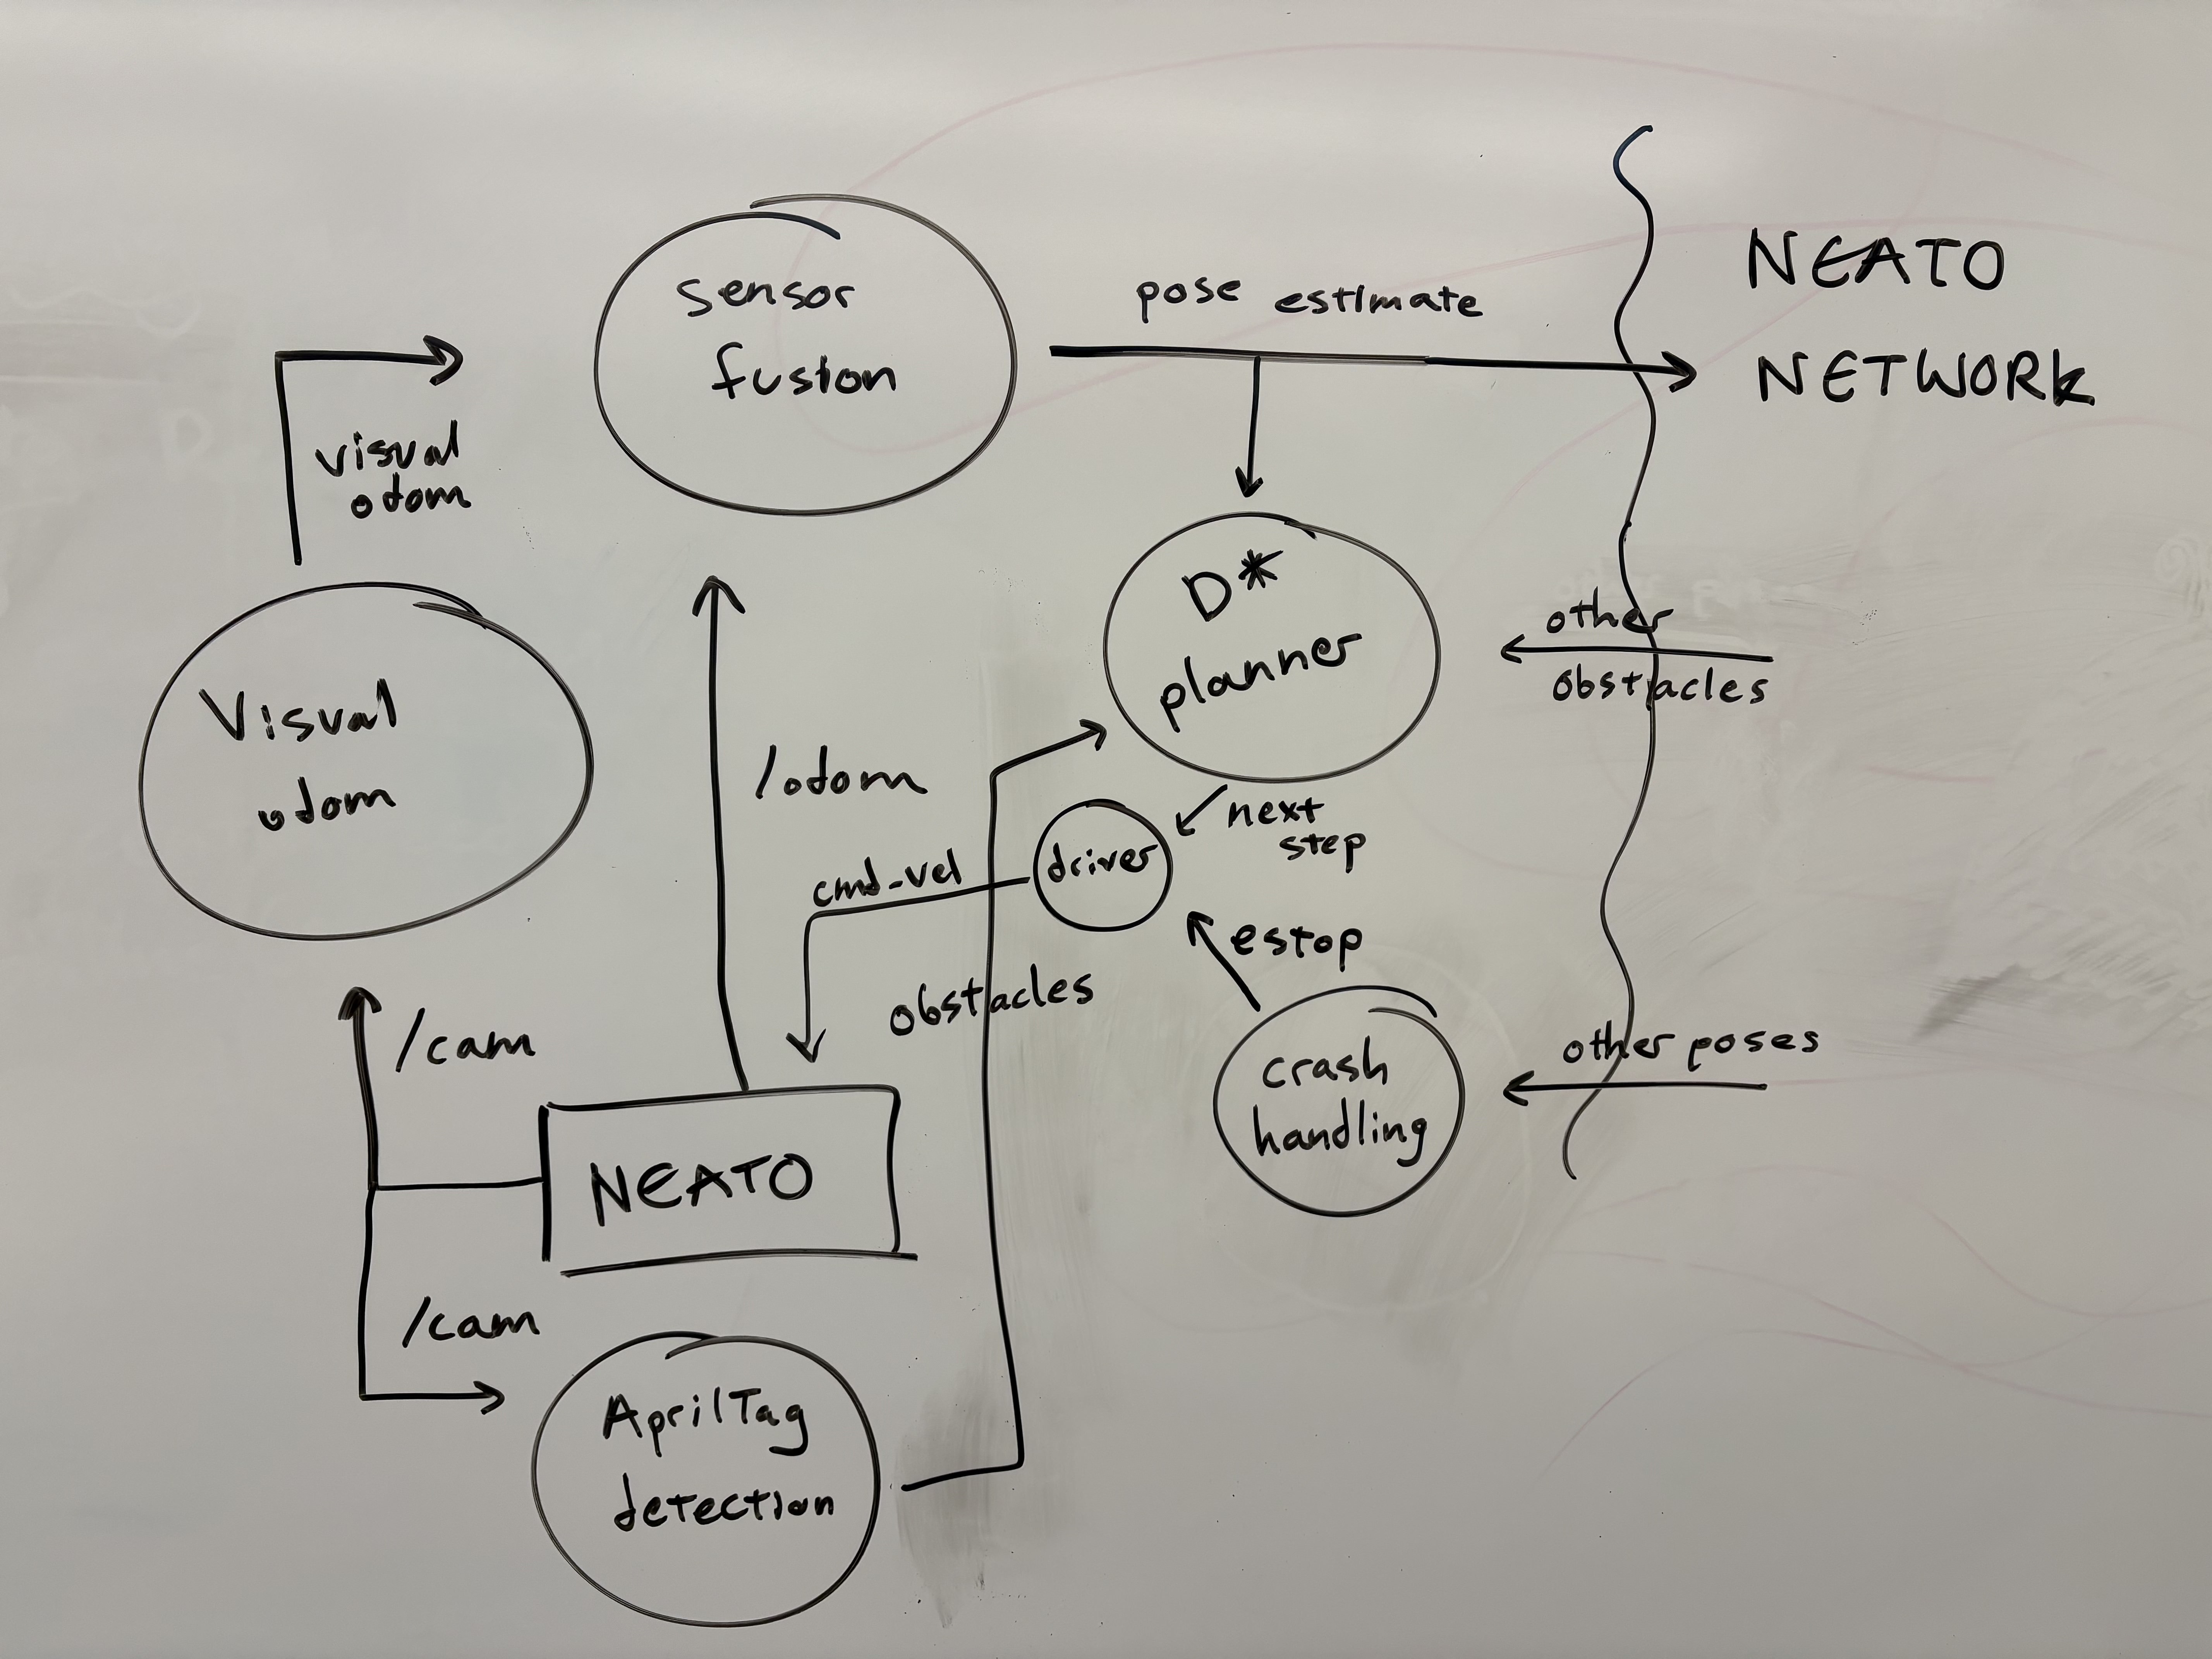 sensor
fusion
pose estimate
NEATO
NETWORK
visual
odom
D*
planner
other
obstacles
Visual
odom
/odom
next
step
driver
cmd_vel
estop
obstacles
/cam
crash
handling
other poses
NEATO
/cam
AprilTag
detection